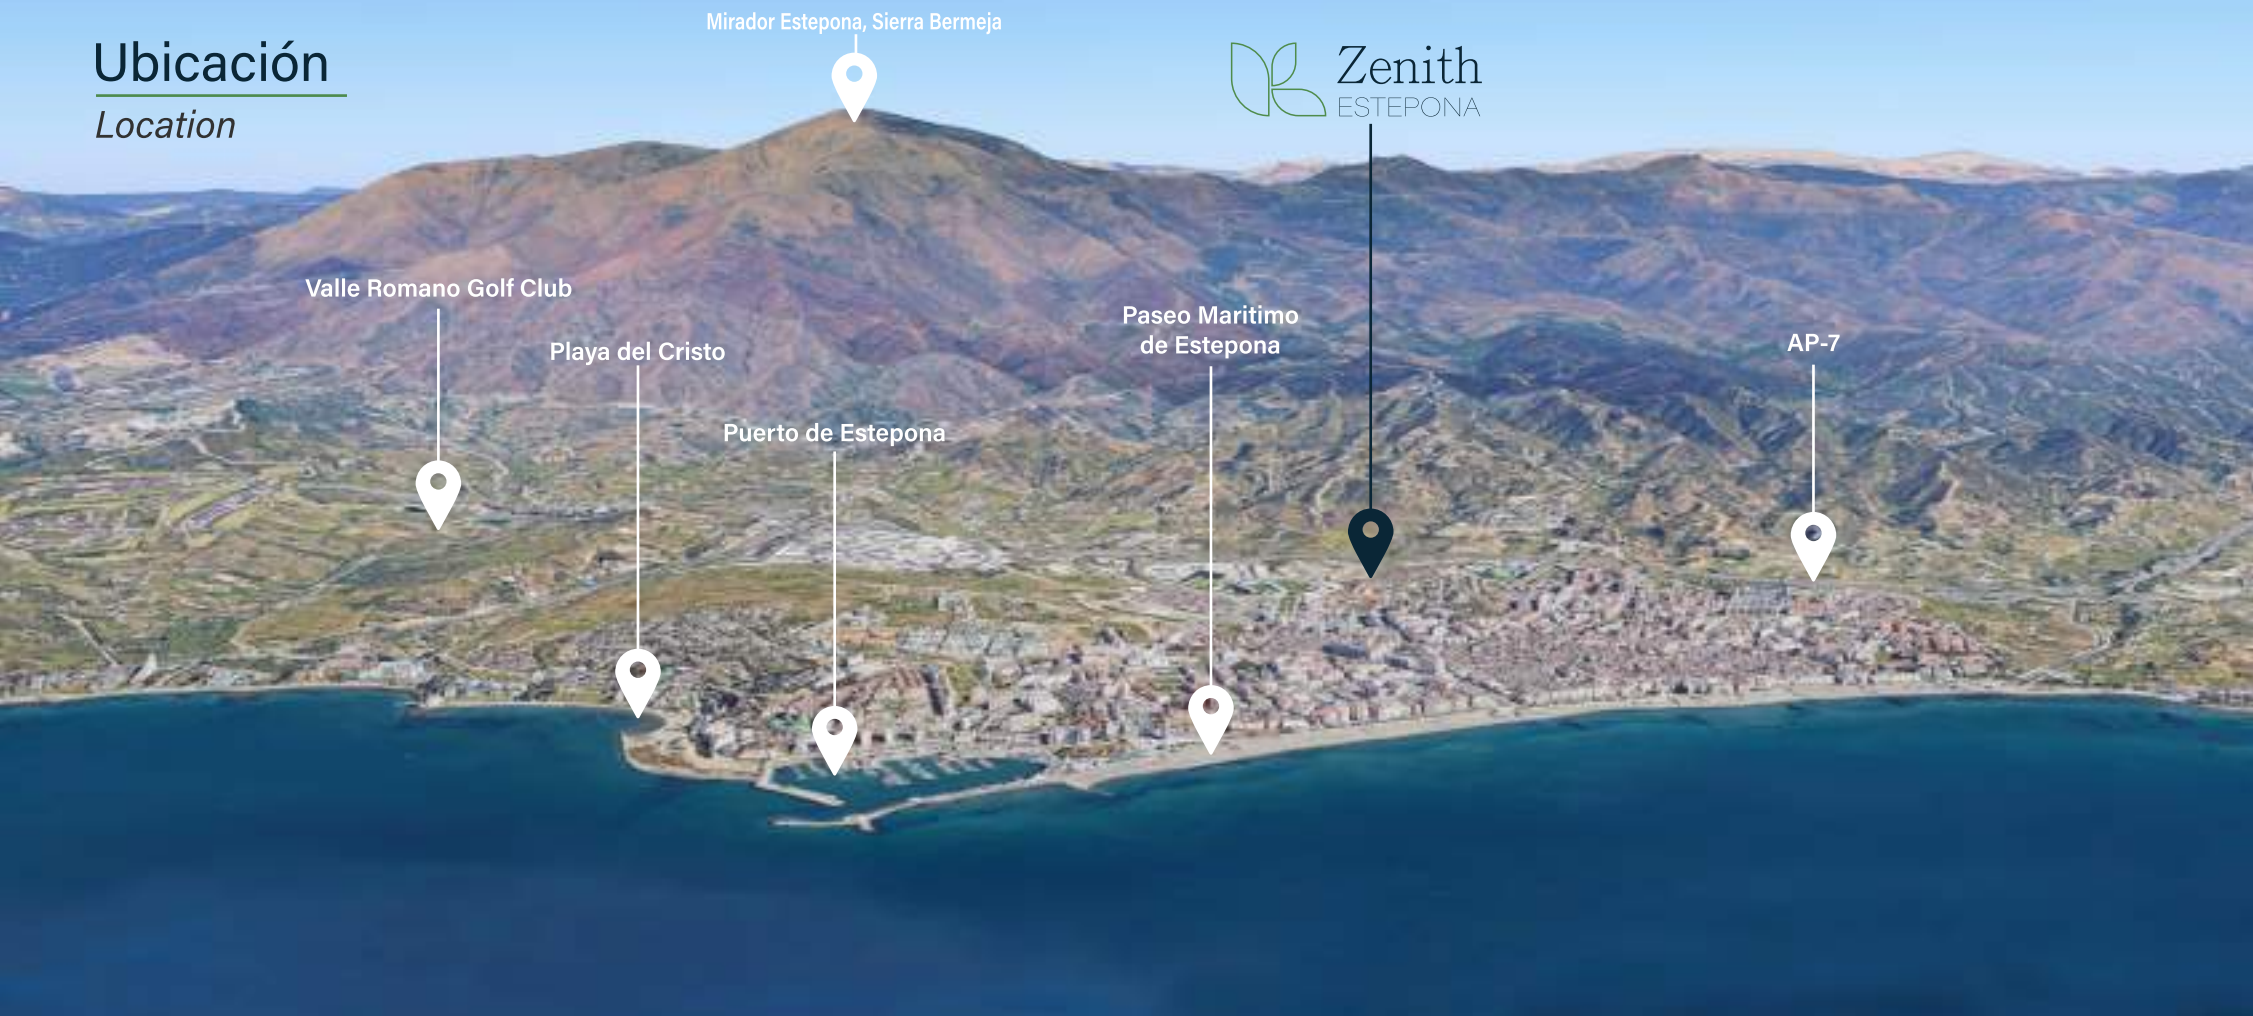 Mirador Estepona, Sierra Bermeja
Ubicación
Location
Zenith
ESTEPONA
Valle Romano Golf Club
Playa del Cristo
Puerto de Estepona
Paseo Maritimo
de Estepona
AP-7